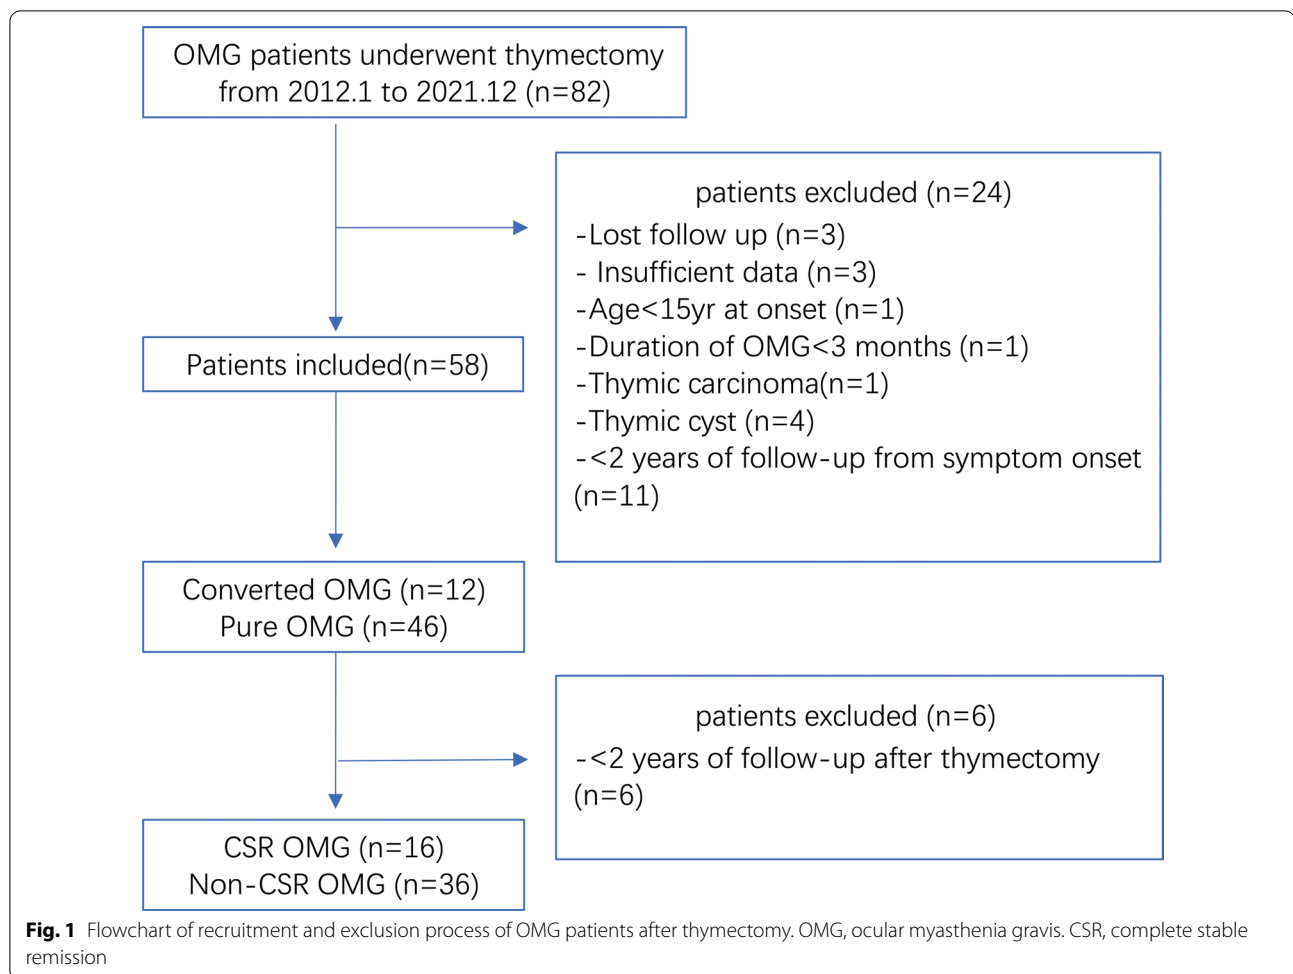 OMG patients underwent thymectomy
from 2012.1 to 2021.12 (n=82)
patients excluded (n=24)
-Lost follow up (n=3)
- Insufficient data (n=3)
-Age<15yr at onset (n=1)
-Duration of OMG<3 months (n=1)
-Thymic carcinoma(n=1)
-Thymic cyst (n=4)
-<2 years of follow-up from symptom onset
(n=11)
Patients included(n=58)
Converted OMG (n=12)
Pure OMG (n=46)
patients excluded (n=6)
-<2 years of follow-up after thymectomy
(n=6)
CSR OMG (n=16)
Non-CSR OMG (n=36)
Fig. 1 Flowchart of recruitment and exclusion process of OMG patients after thymectomy. OMG, ocular myasthenia gravis. CSR, complete stable
remission